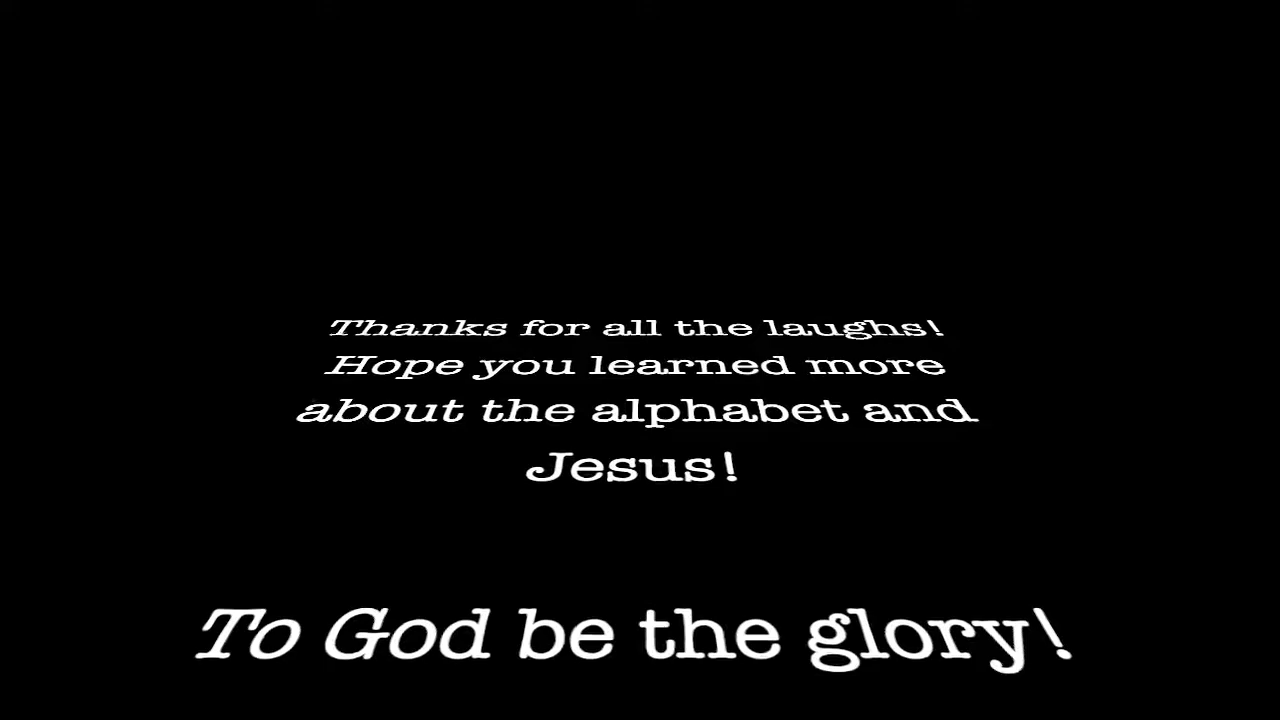 Thanks for all the laughs!
Hope you learned more
about the alphabet and
Jesus!
To God be the glory!